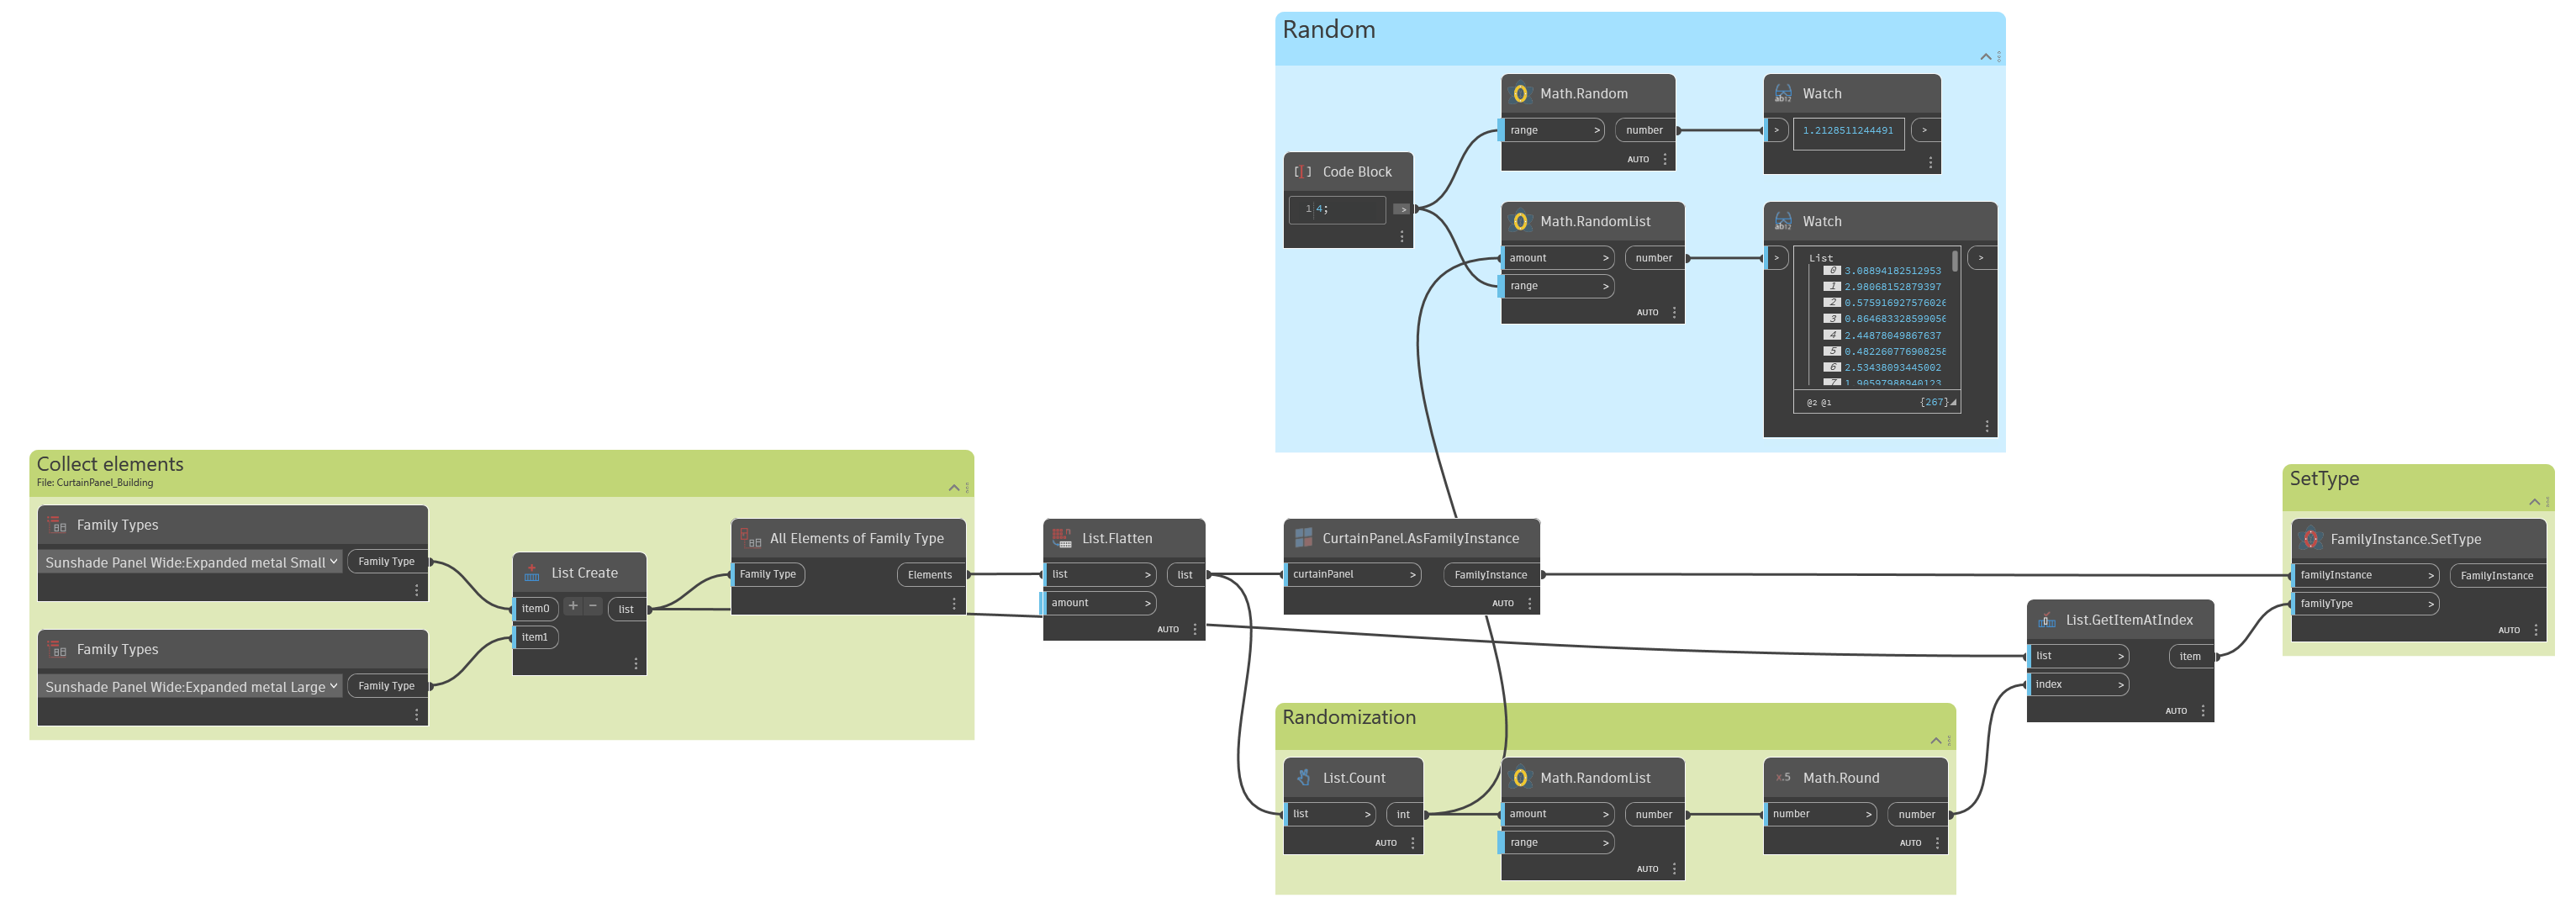 Random
Math.Random
range >
number
AUTO
Watch
>
1.2128511244491
>
Code Block
1 4;
>
Math.RandomList
amount >
number
range >
AUTO
Watch
>
List
>
0 3.08894182512953
1 2.98068152879397
2 0.575916927576026
3 0.864683328599056
4 2.44878049867637
5 0.482260776908258
6 2.53438093445002
7 1.90597988940123
@2 @1
{267}
Collect elements
File: CurtainPanel_Building
Family Types
Sunshade Panel Wide:Expanded metal Small
Family Type
Family Types
Sunshade Panel Wide:Expanded metal Large
Family Type
List Create
item0
+ -
list
item1
All Elements of Family Type
Family Type
Elements
List.Flatten
list >
list
amount >
AUTO
CurtainPanel.AsFamilyInstance
curtainPanel >
FamilyInstance
AUTO
Randomization
List.Count
list >
int
AUTO
Math.RandomList
amount >
number
range >
AUTO
x.5 Math.Round
number >
number
AUTO
List.GetItemAtIndex
list >
item
index >
AUTO
SetType
FamilyInstance.SetType
familyInstance >
FamilyInstance
familyType >
AUTO